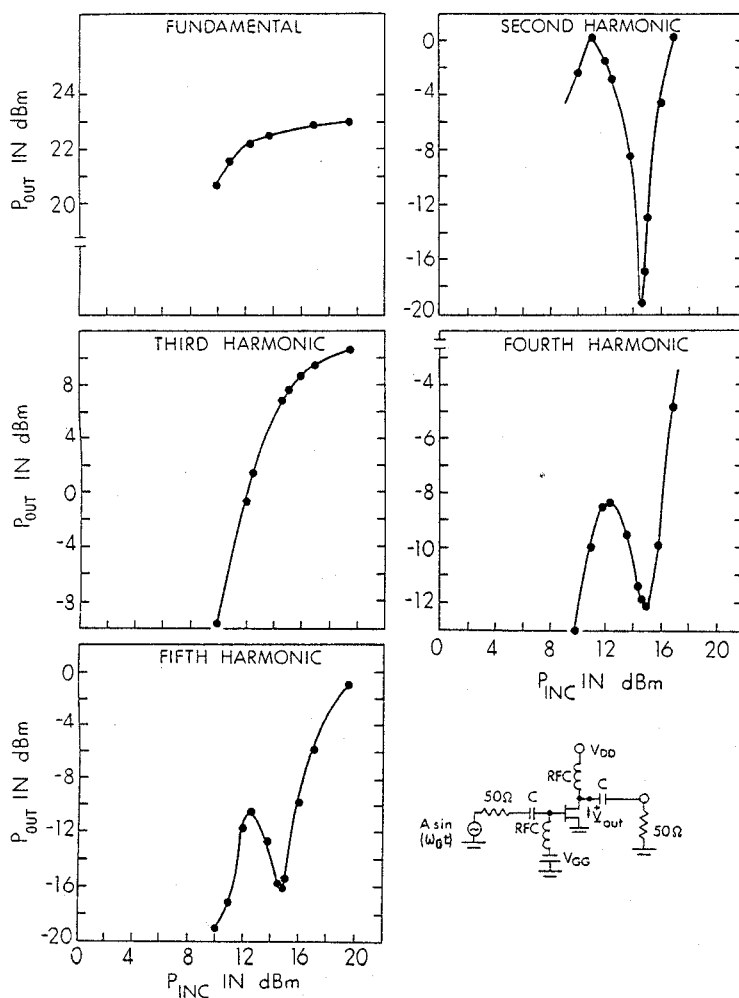 FUNDAMENTAL
P_OUT IN dBm
24
22
20
SECOND HARMONIC
0
-4
-8
-12
-16
-20
THIRD HARMONIC
P_OUT IN dBm
8
4
0
-4
-8
FOURTH HARMONIC
-4
-6
-8
-10
-12
0
4
8
12
16
20
P_INC IN dBm
FIFTH HARMONIC
P_OUT IN dBm
0
-4
-8
-12
-16
-20
0
4
8
12
16
20
P_INC IN dBm
V_DD
RFC
C
50Ω
C
A sin
(ω_0t)
RFC
V_GG
+
V_out
-
50Ω